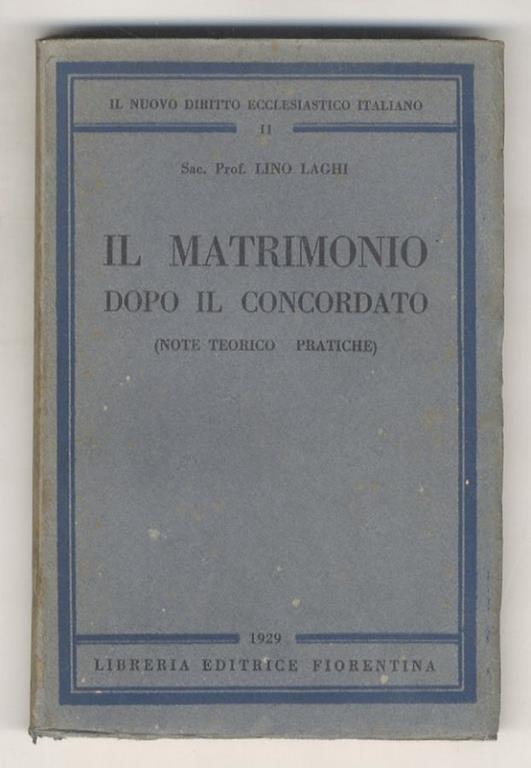 IL NUOVO DIRITTO ECCLESIASTICO ITALIANO
II
Sac. Prof. LINO LAGHI
IL MATRIMONIO
DOPO IL CONCORDATO
(NOTE TEORICO PRATICHE)
1929
LIBRERIA EDITRICE FIORENTINA